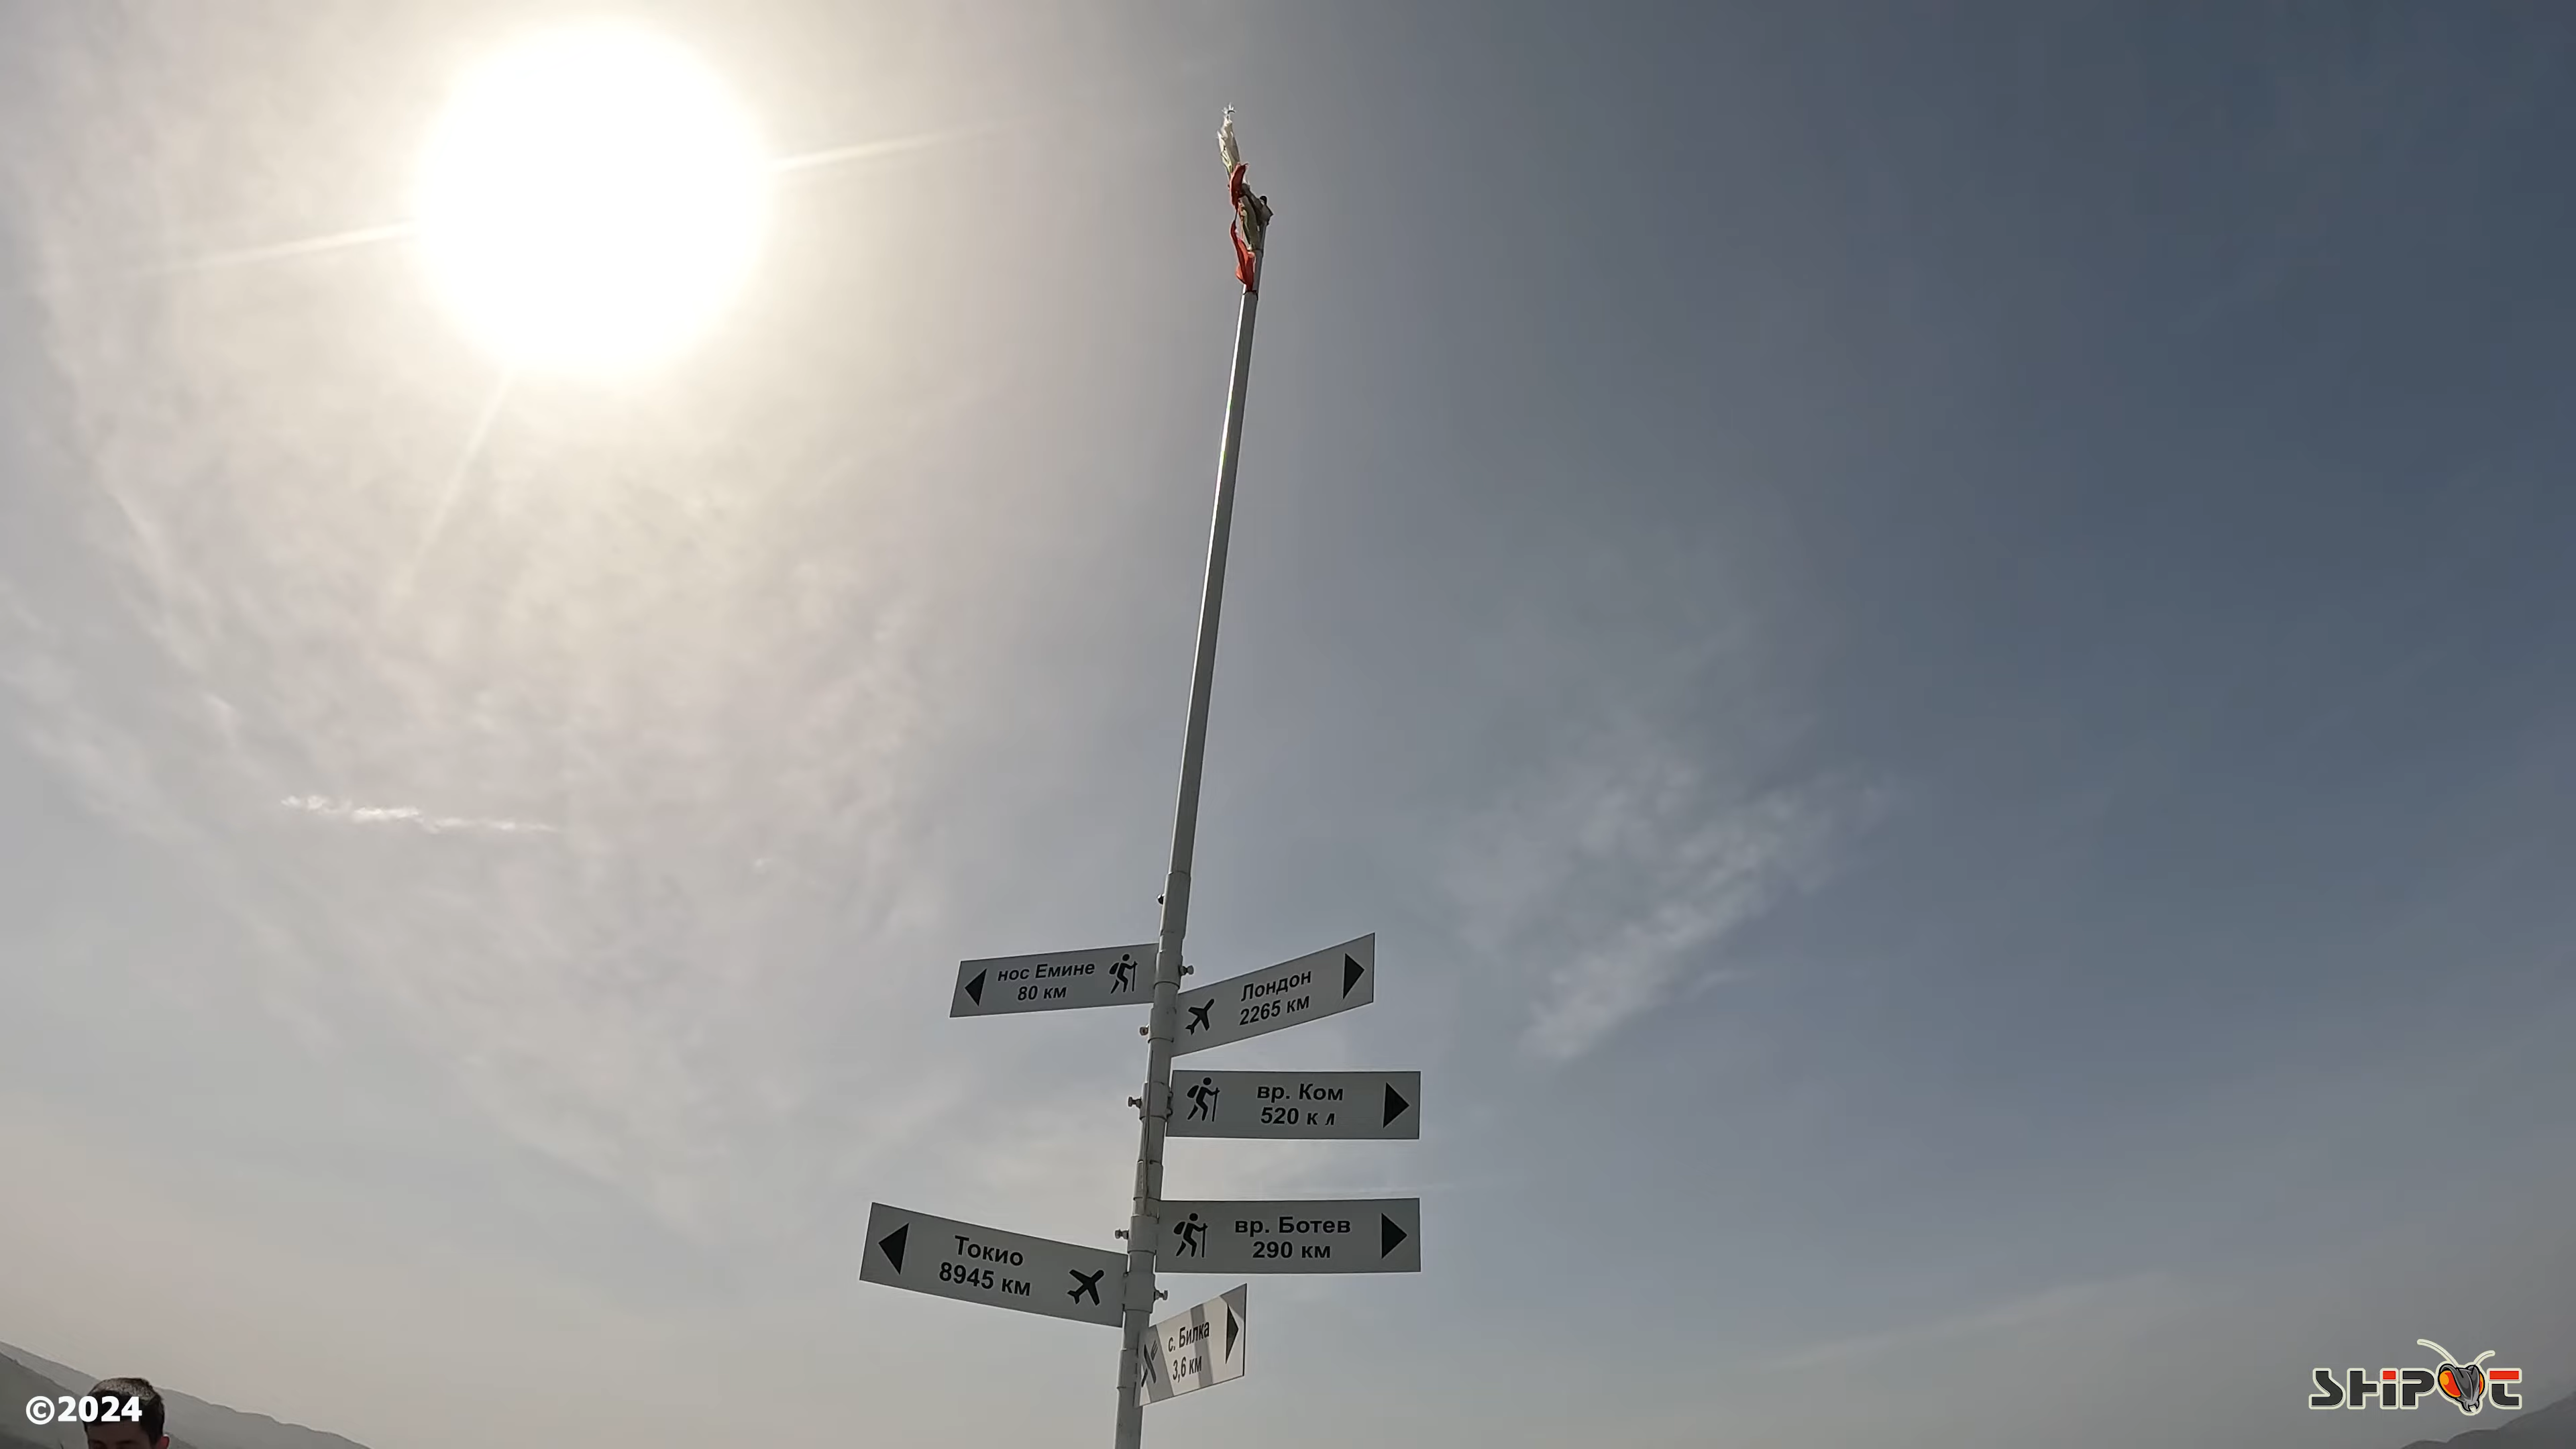 нос Емине
80 км
Лондон
2265 км
вр. Ком
520 км
вр. Ботев
290 км
Токио
8945 км
с. Билка
3,6 км
©2024
SHiPOt